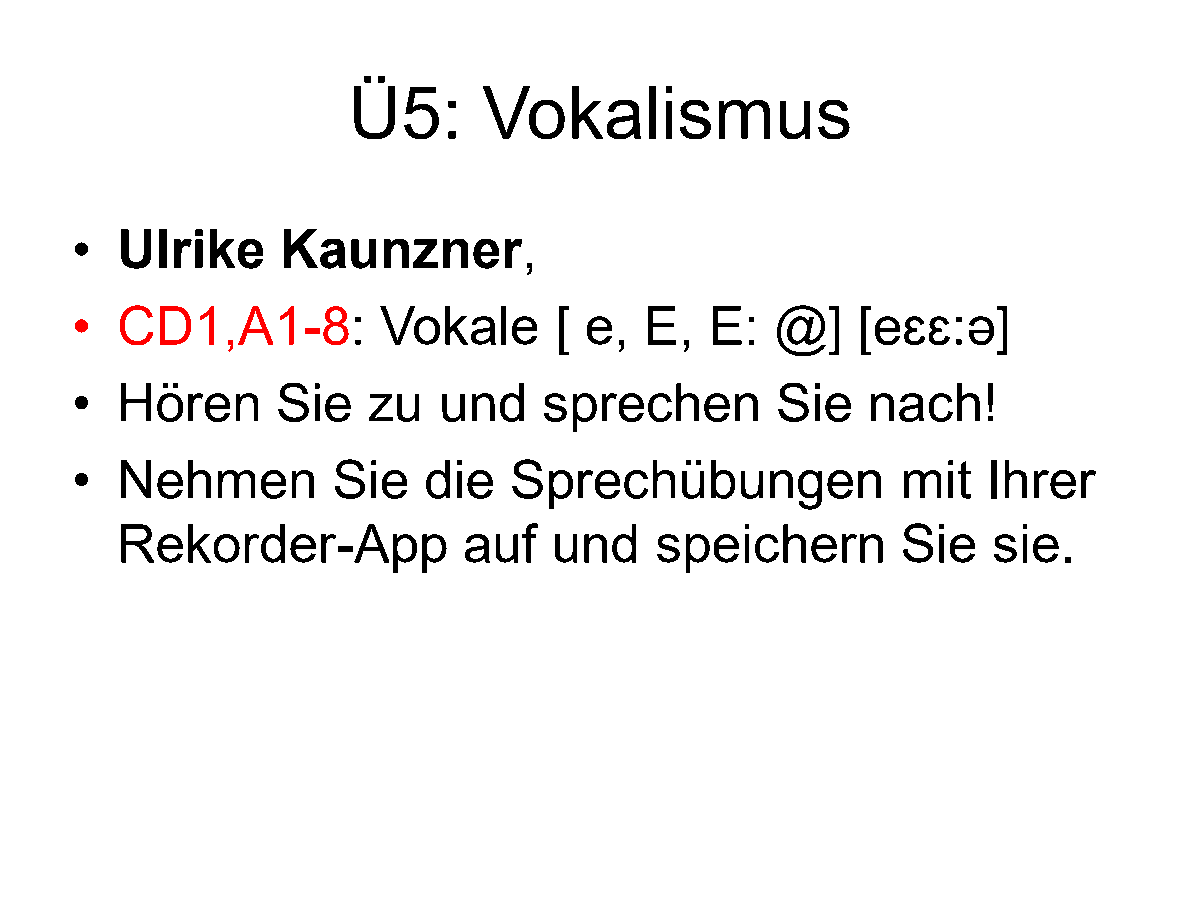 Ü5: Vokalismus
• Ulrike Kaunzner,
• CD1,A1-8: Vokale [ e, E, E: @] [eɛɛ:ə]
• Hören Sie zu und sprechen Sie nach!
• Nehmen Sie die Sprechübungen mit Ihrer
Rekorder-App auf und speichern Sie sie.